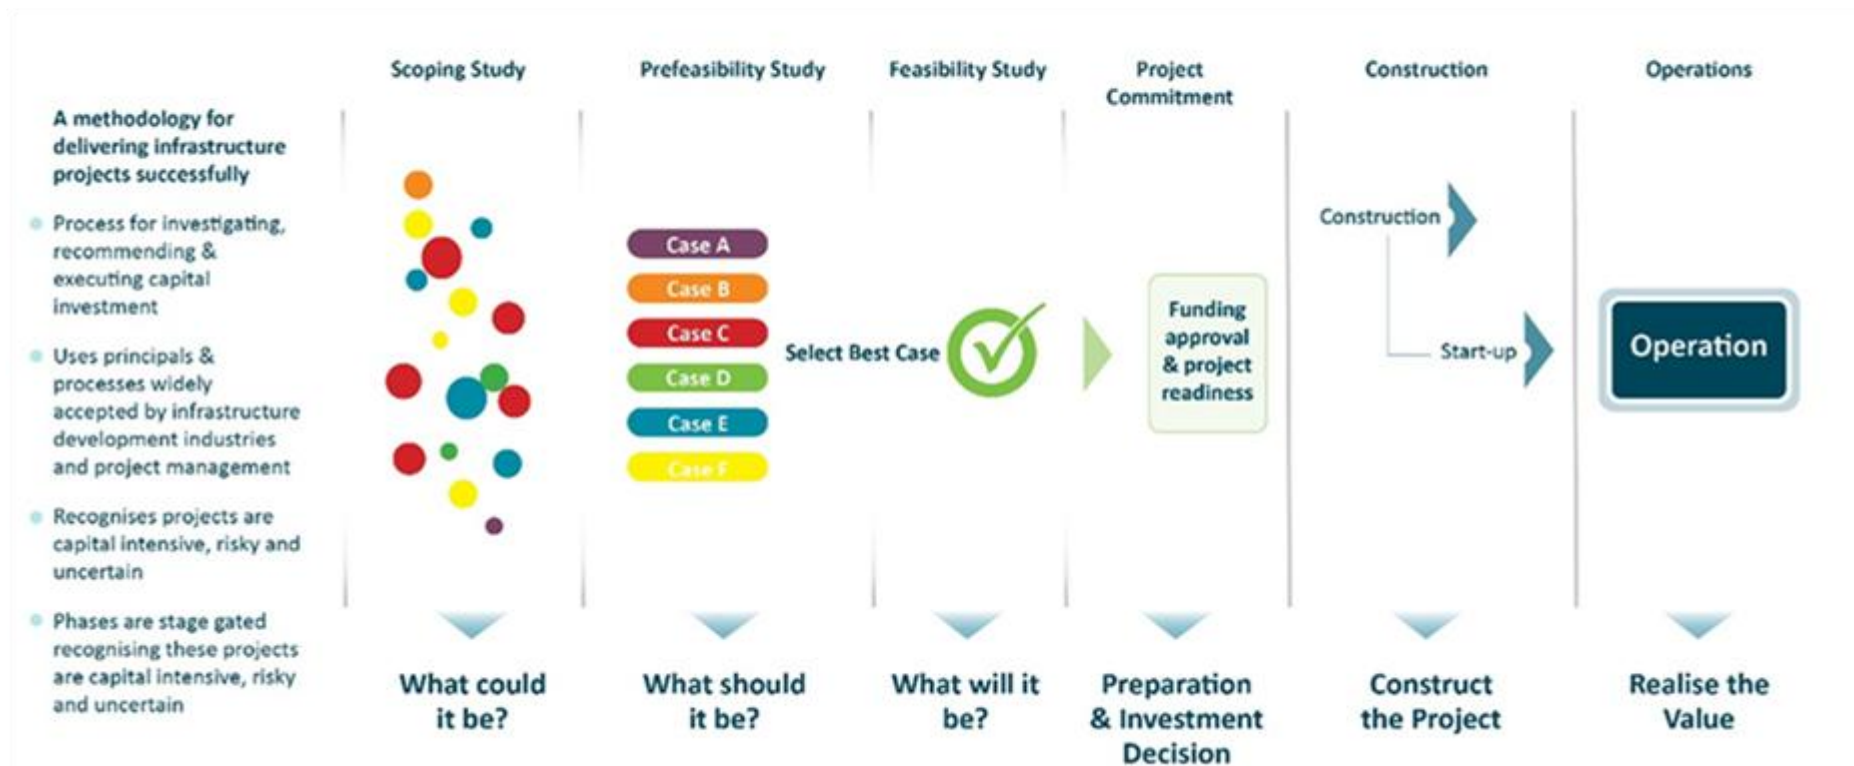 Scoping Study
Prefeasibility Study
Feasibility Study
Project
Commitment
Construction
Operations
A methodology for
delivering infrastructure
projects successfully
Process for investigating,
recommending &
executing capital
investment
Uses principals &
processes widely
accepted by infrastructure
development industries
and project management
Recognises projects are
capital intensive, risky and
uncertain
Phases are stage gated
recognising these projects
are capital intensive, risky
and uncertain
Case A
Case B
Case C
Case D
Case E
Case F
Select Best Case
Funding
approval
& project
readiness
Construction
Start-up
Operation
What could
it be?
What should
it be?
What will it
be?
Preparation
& Investment
Decision
Construct
the Project
Realise the
Value